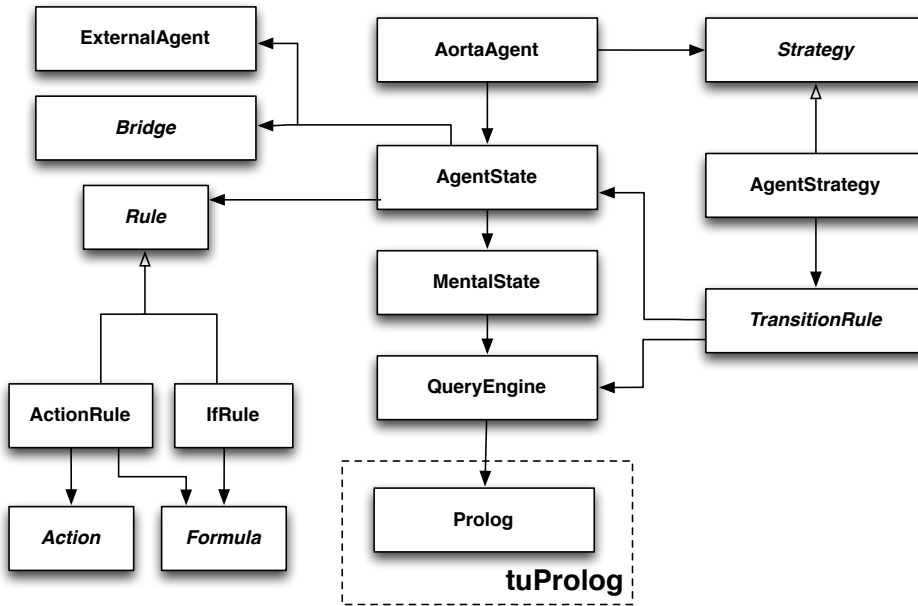 ExternalAgent
AortaAgent
Strategy
Bridge
AgentState
AgentStrategy
Rule
MentalState
TransitionRule
QueryEngine
ActionRule
IfRule
Action
Formula
Prolog
tuProlog